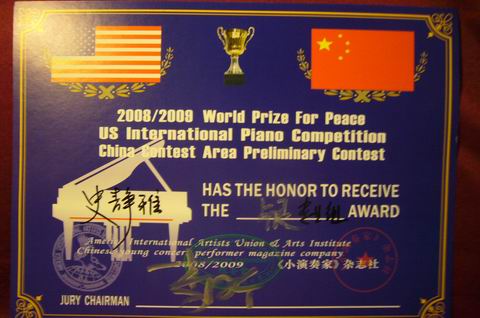 2008/2009 World Prize For Peace
US International Piano Competition
China Contest Area Preliminary Contest
史静雅
HAS THE HONOR TO RECEIVE
THE AWARD
America International Artists Union & Arts Institute
Chinese young concert performer magazine company
2008/2009 《小演奏家》杂志社
JURY CHAIRMAN